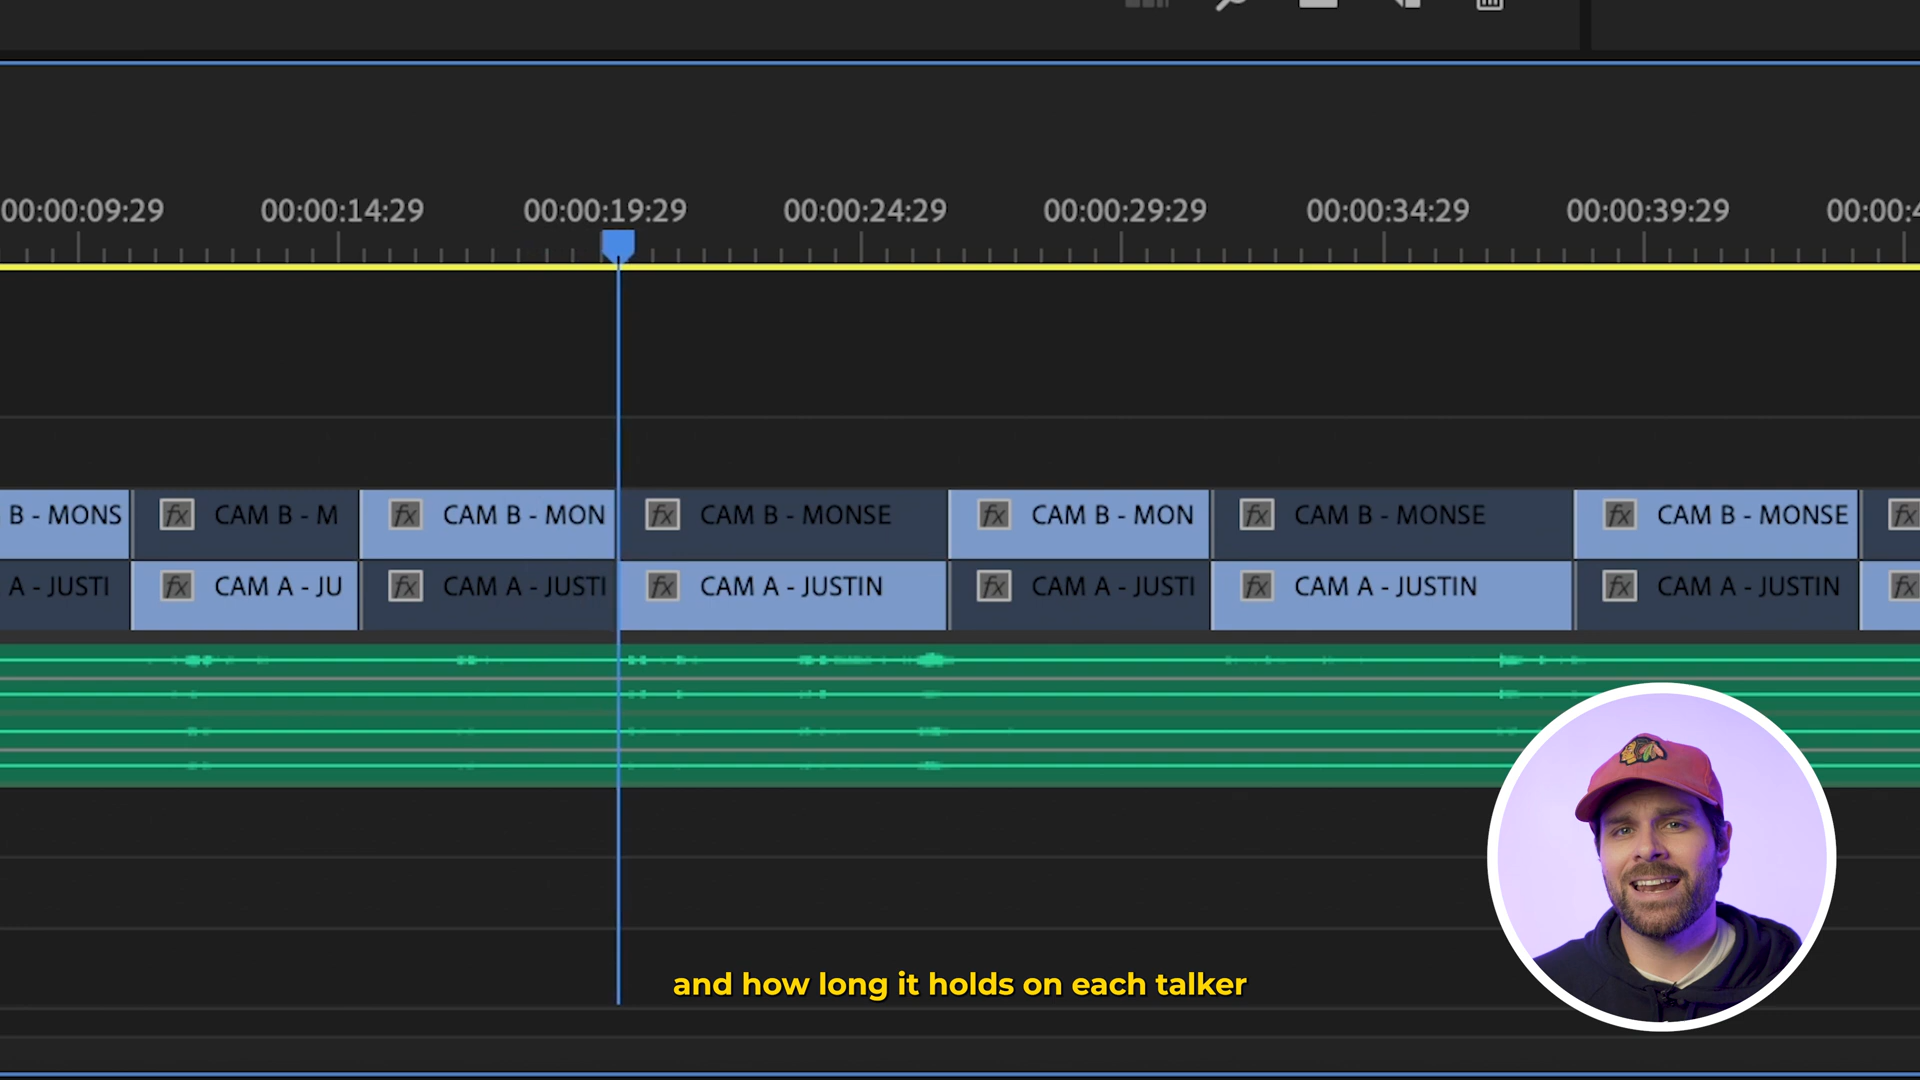 00:00:09:29 00:00:14:29 00:00:19:29 00:00:24:29 00:00:29:29 00:00:34:29 00:00:39:29 00:00:4
B - MONS fx CAM B - M fx CAM B - MON fx CAM B - MONSE fx CAM B - MON fx CAM B - MONSE fx CAM B - MONSE fx
A - JUSTI fx CAM A - JU fx CAM A - JUSTI fx CAM A - JUSTIN fx CAM A - JUSTI fx CAM A - JUSTIN fx CAM A - JUSTIN fx
and how long it holds on each talker